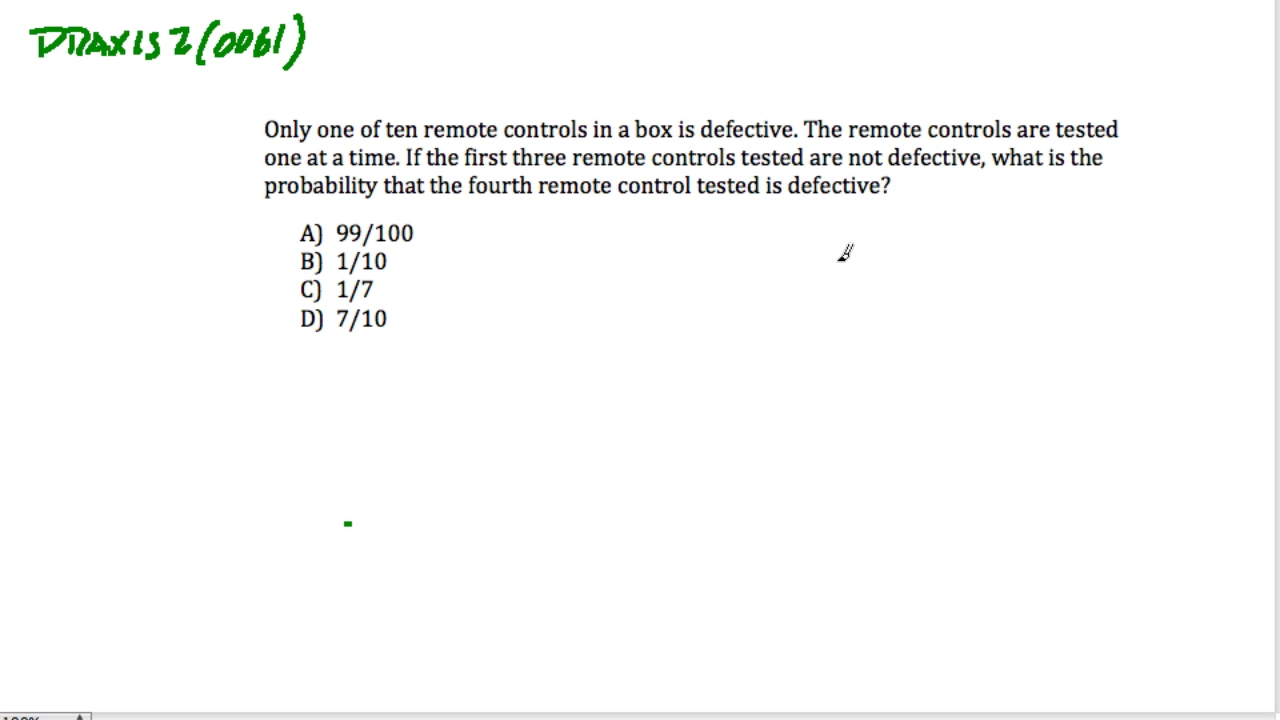 PRAXIS 2 (0061)
Only one of ten remote controls in a box is defective. The remote controls are tested
one at a time. If the first three remote controls tested are not defective, what is the
probability that the fourth remote control tested is defective?
A) 99/100
B) 1/10
C) 1/7
D) 7/10